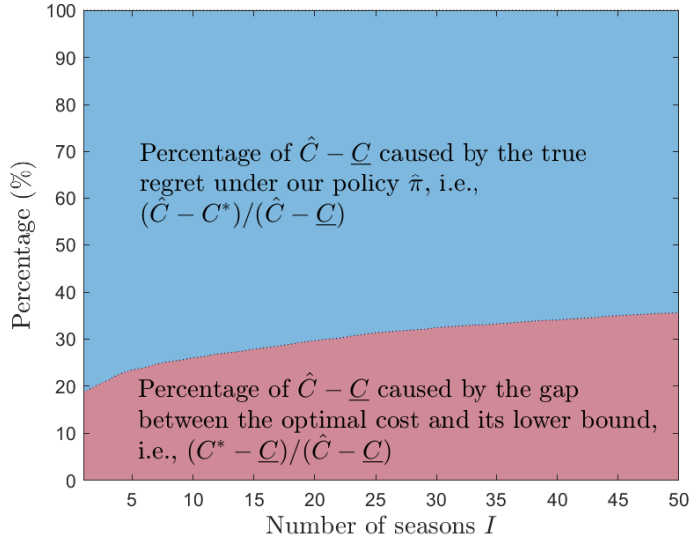 100
90
80
70
60
50
40
30
20
10
0
Percentage (%)
Percentage of Ĉ − C̲ caused by the true
regret under our policy π̂, i.e.,
(Ĉ − C*)/(Ĉ − C̲)
Percentage of Ĉ − C̲ caused by the gap
between the optimal cost and its lower bound,
i.e., (C* − C̲)/(Ĉ − C̲)
5 10 15 20 25 30 35 40 45 50
Number of seasons I